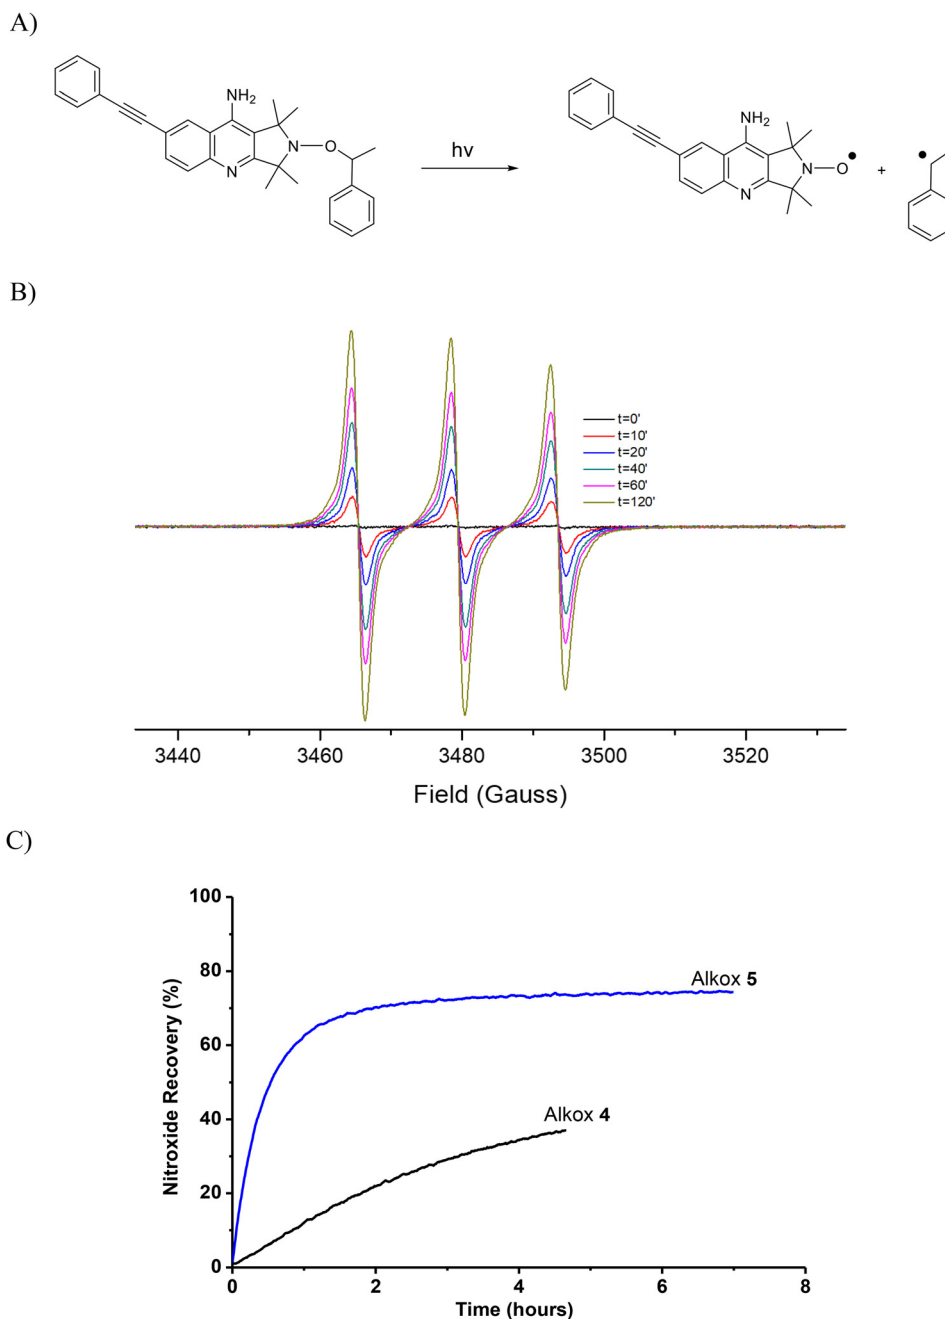 A)
NH₂
N
O
N
hv
NH₂
N
O
N
+
B)
t=0'
t=10'
t=20'
t=40'
t=60'
t=120'
3440
3460
3480
3500
3520
Field (Gauss)
C)
Nitroxide Recovery (%)
100
80
60
40
20
0
Alkox 5
Alkox 4
0
2
4
6
8
Time (hours)